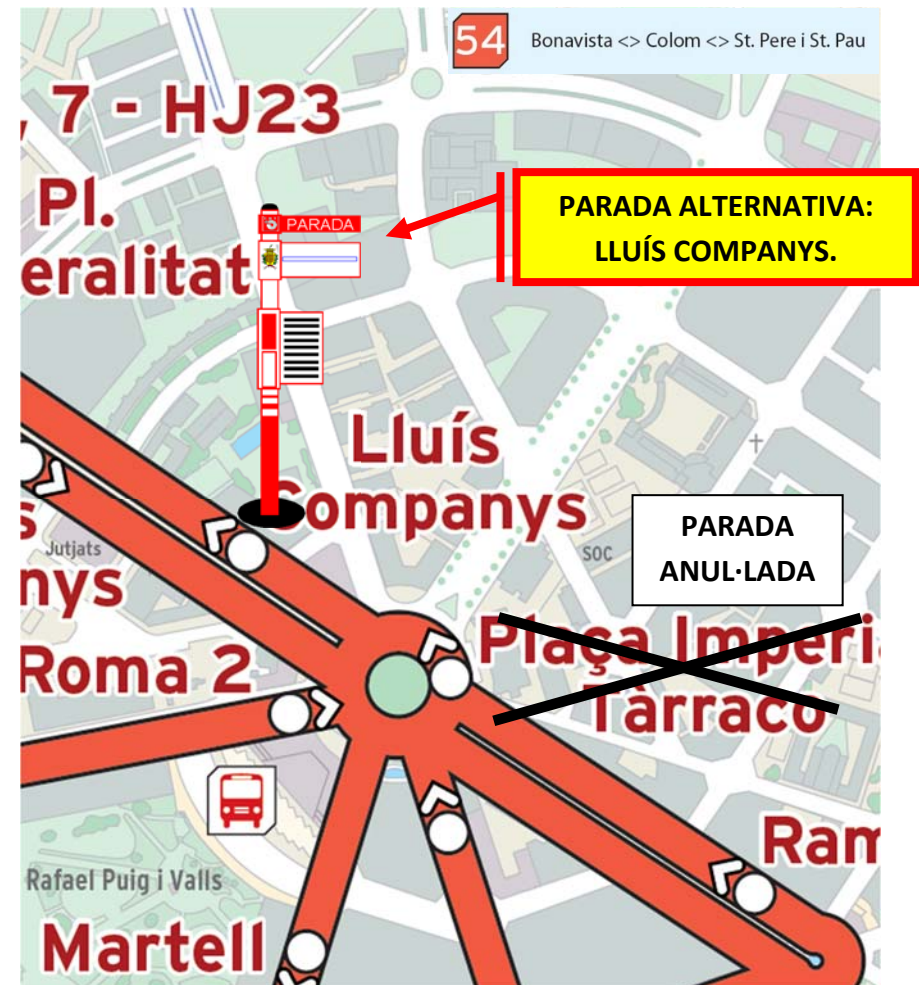 54 Bonavista <> Colom <> St. Pere i St. Pau
, 7 - HJ23
Pl.
eralitat
PARADA
PARADA ALTERNATIVA:
LLUÍS COMPANYS.
Lluís
Companys
PARADA
ANUL·LADA
SOC
s
Jutjats
nys
Plaça Imperi
Tàrraco
Roma 2
Ram
Rafael Puig i Valls
Martell